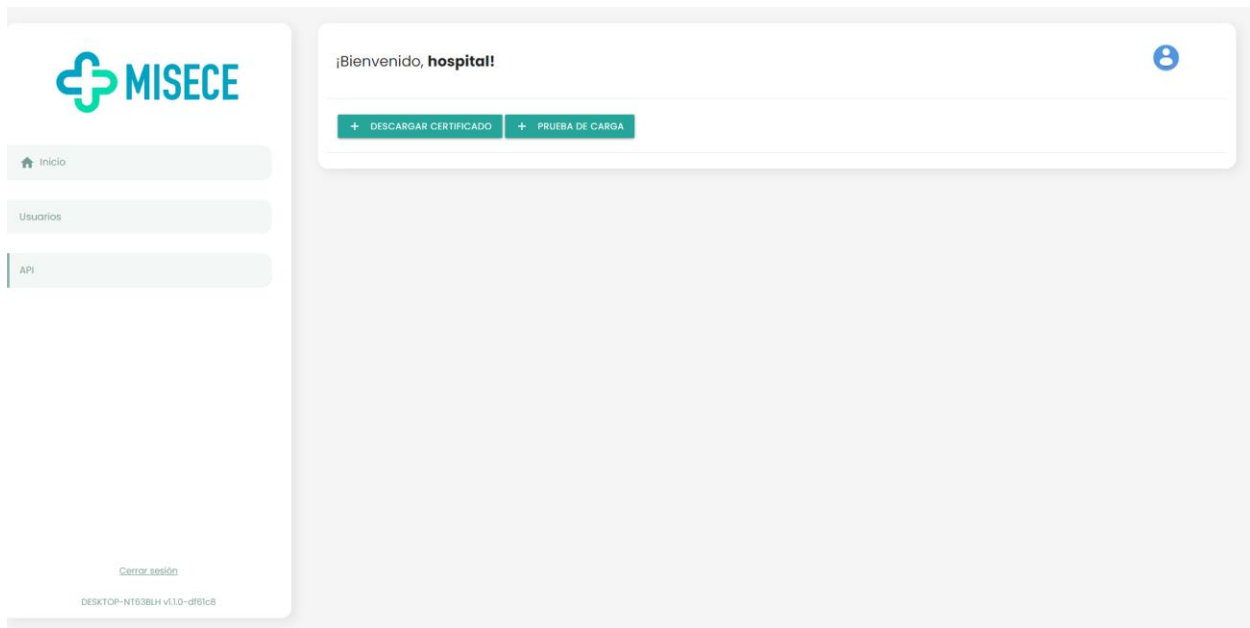 MISECE
Inicio
Usuarios
API
Cerrar sesión
DESKTOP-NT63BLH v1.1.0-df61c8
¡Bienvenido, hospital!
+ DESCARGAR CERTIFICADO + PRUEBA DE CARGA